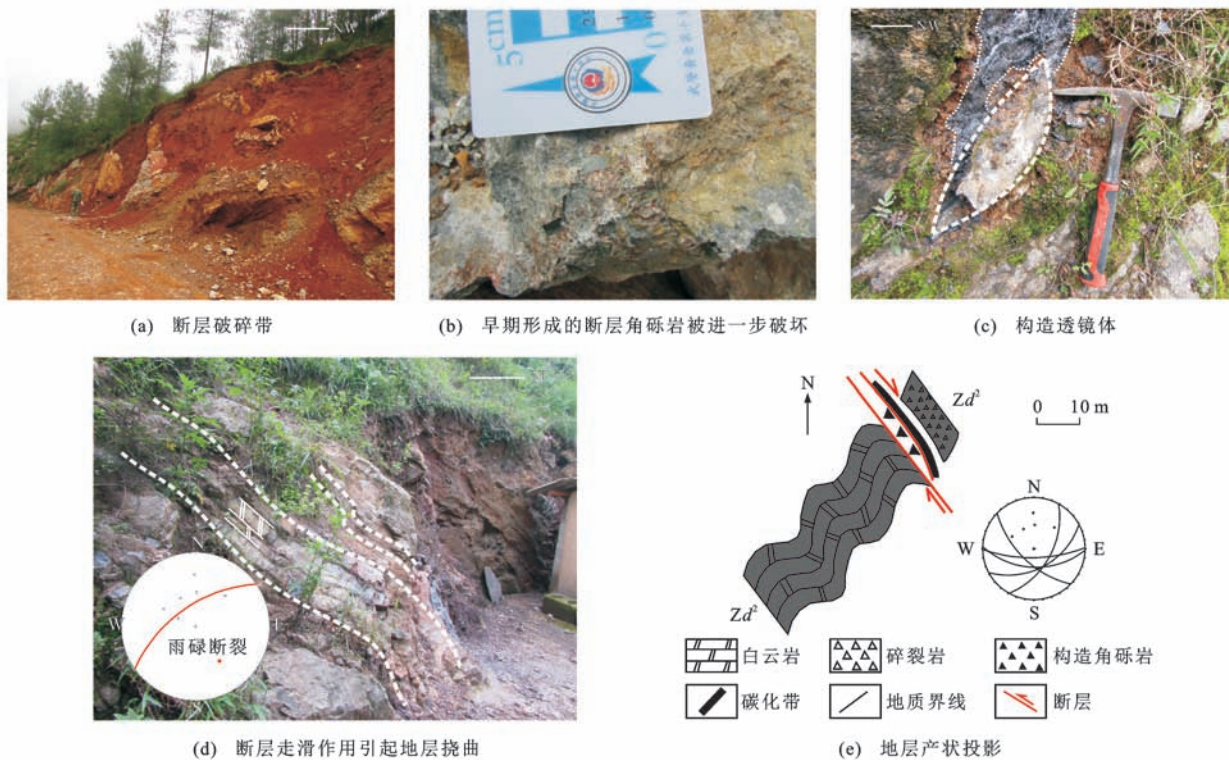 5cm
0
(a) 断层破碎带
(b) 早期形成的断层角砾岩被进一步破坏
(c) 构造透镜体
W
雨碌断裂
(d) 断层走滑作用引起地层挠曲
N
Zd²
0 10 m
N
W E
S
Zd²
白云岩 碎裂岩 构造角砾岩
碳化带 地质界线 断层
(e) 地层产状投影